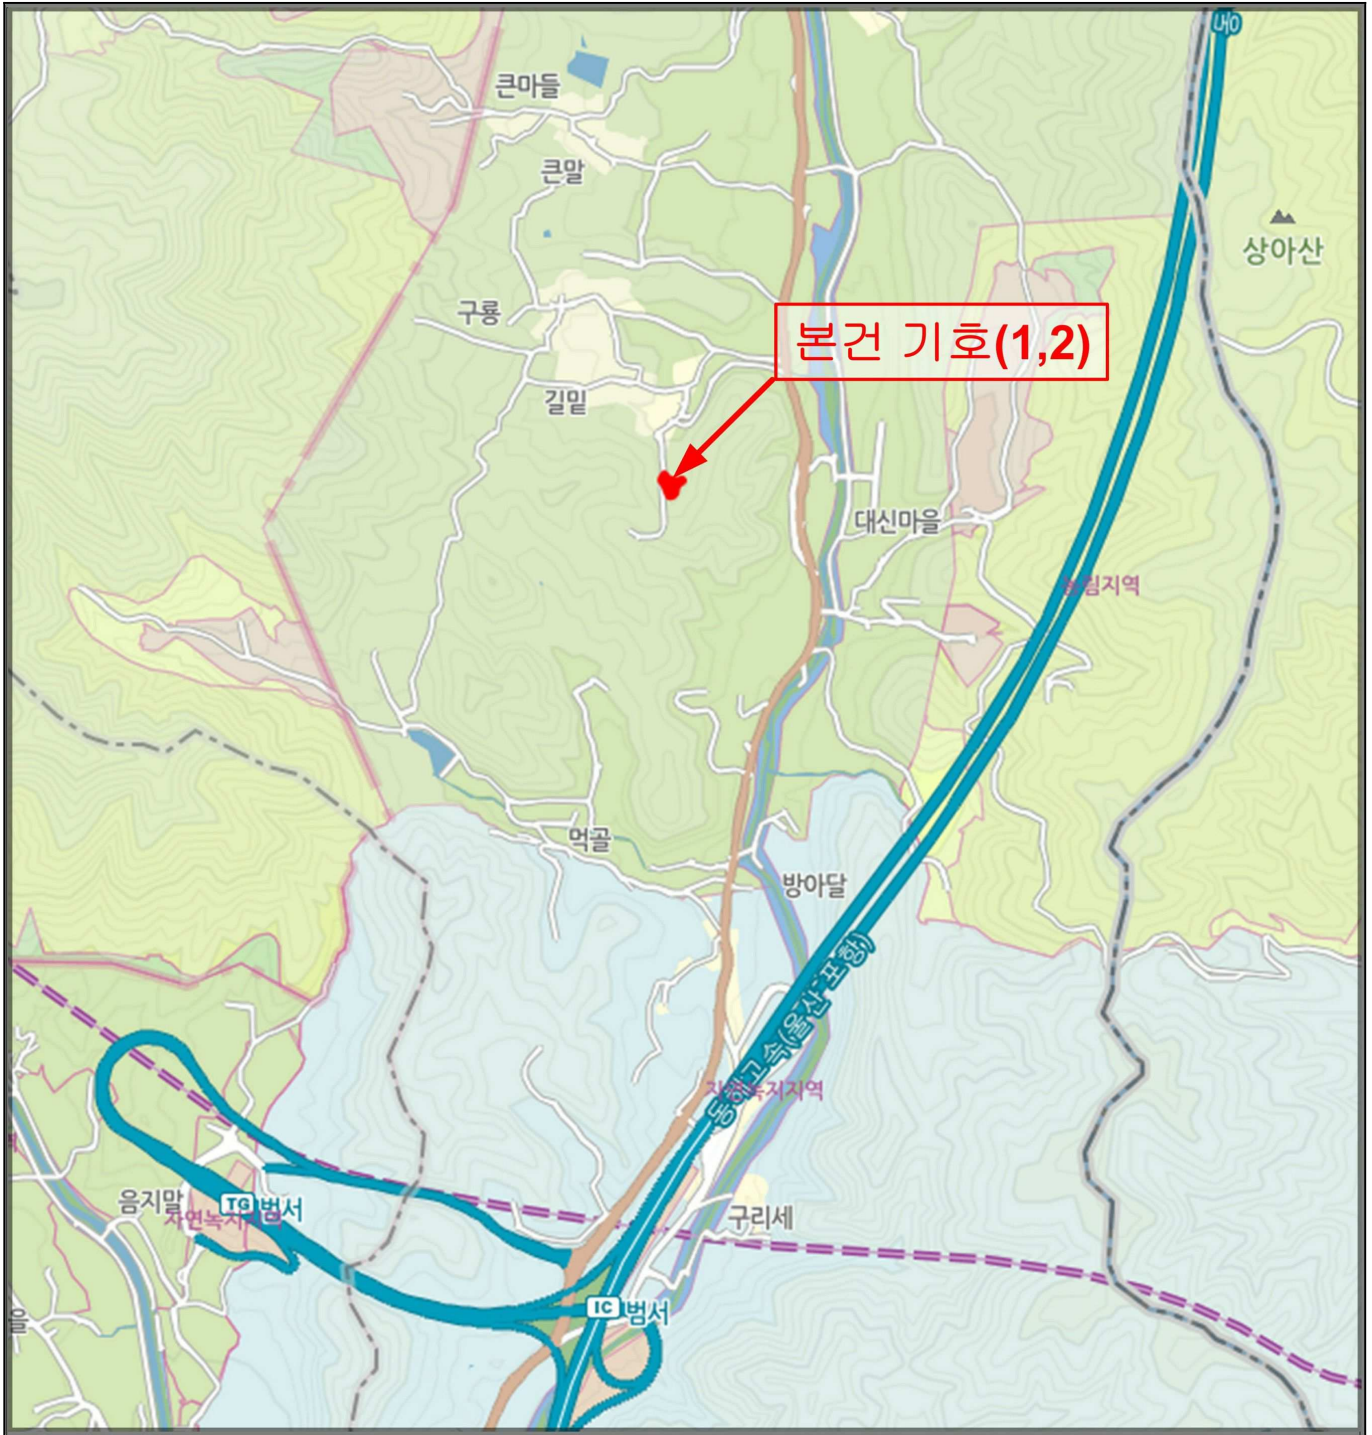 내0
큰마들
큰말
상아산
구룡
본건 기호(1,2)
길밑
대신마을
농림지역
먹골
방아달
동해고속(울산-포항)
자연녹지지역
음지말
TG 범서
자연녹지지역
구리세
IC 범서
을